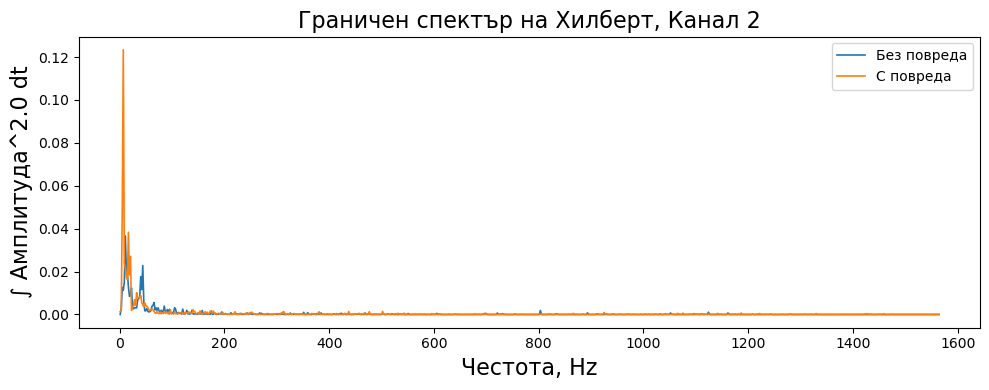 Граничен спектър на Хилберт, Канал 2
∫ Амплитуда^2.0 dt
0.12
0.10
0.08
0.06
0.04
0.02
0.00
Без повреда
С повреда
0 200 400 600 800 1000 1200 1400 1600
Честота, Hz